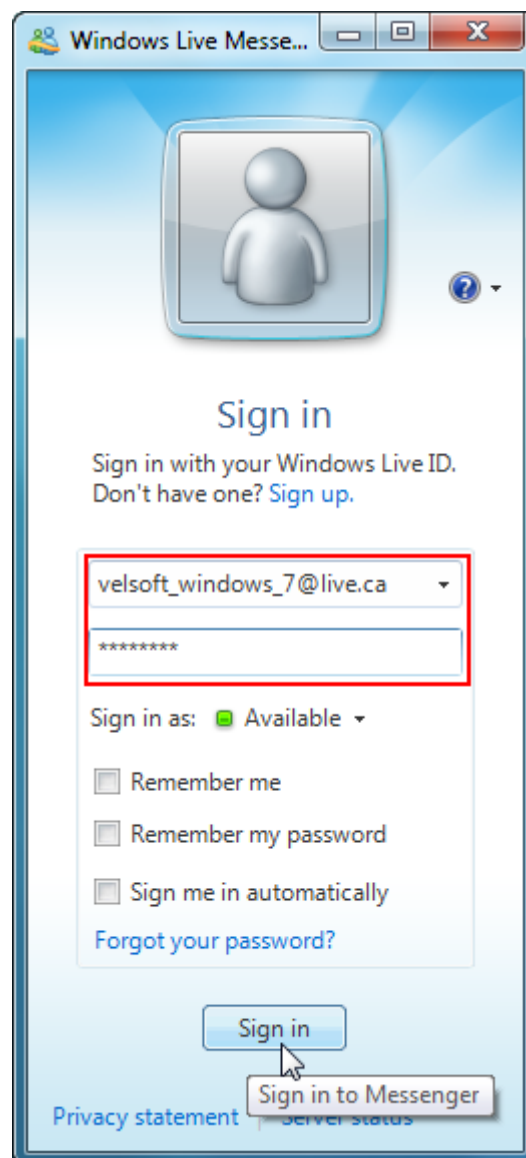 Windows Live Messe...
Sign in
Sign in with your Windows Live ID.
Don't have one? Sign up.
velsoft_windows_7@live.ca
********
Sign in as: Available
Remember me
Remember my password
Sign me in automatically
Forgot your password?
Sign in
Sign in to Messenger
Privacy statement Server status